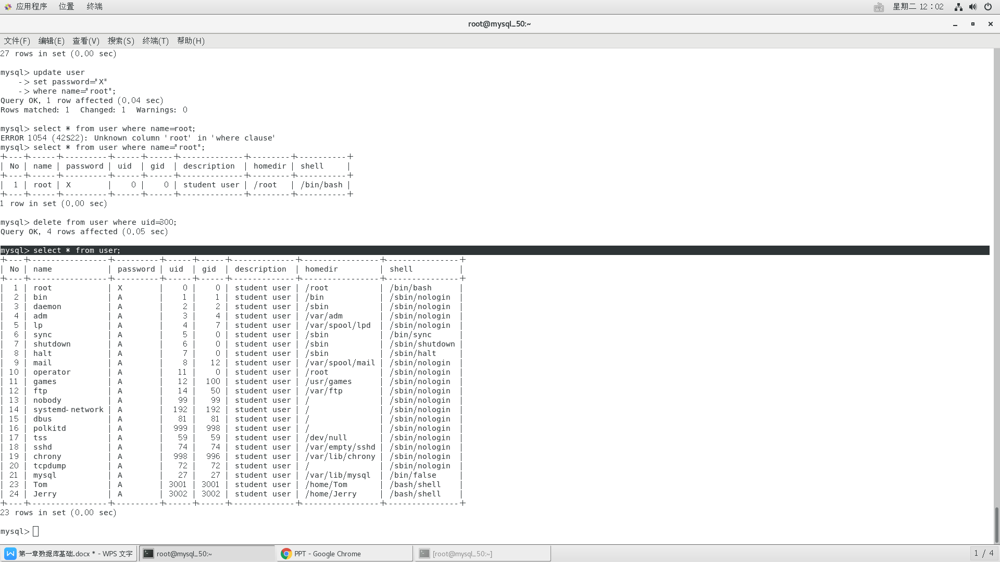 应用程序 位置 终端 星期二 12：02
root@mysql_50:~
文件(F) 编辑(E) 查看(V) 搜索(S) 终端(T) 帮助(H)
27 rows in set (0.00 sec)
mysql> update user
    -> set password="X"
    -> where name="root";
Query OK, 1 row affected (0.04 sec)
Rows matched: 1  Changed: 1  Warnings: 0
mysql> select * from user where name=root;
ERROR 1054 (42S22): Unknown column 'root' in 'where clause'
mysql> select * from user where name="root";
+----+------+----------+------+------+--------------+---------+-----------+
| No | name | password | uid  | gid  | description  | homedir | shell     |
+----+------+----------+------+------+--------------+---------+-----------+
|  1 | root | X        |    0 |    0 | student user | /root   | /bin/bash |
+----+------+----------+------+------+--------------+---------+-----------+
1 row in set (0.00 sec)
mysql> delete from user where uid=300;
Query OK, 4 rows affected (0.05 sec)
mysql> select * from user;
+----+-----------------+----------+------+------+--------------+-----------------+----------------+
| No | name            | password | uid  | gid  | description  | homedir         | shell          |
+----+-----------------+----------+------+------+--------------+-----------------+----------------+
|  1 | root            | X        |    0 |    0 | student user | /root           | /bin/bash      |
|  2 | bin             | A        |    1 |    1 | student user | /bin            | /sbin/nologin  |
|  3 | daemon          | A        |    2 |    2 | student user | /sbin           | /sbin/nologin  |
|  4 | adm             | A        |    3 |    4 | student user | /var/adm        | /sbin/nologin  |
|  5 | lp              | A        |    4 |    7 | student user | /var/spool/lpd  | /sbin/nologin  |
|  6 | sync            | A        |    5 |    0 | student user | /sbin           | /bin/sync      |
|  7 | shutdown        | A        |    6 |    0 | student user | /sbin           | /sbin/shutdown |
|  8 | halt            | A        |    7 |    0 | student user | /sbin           | /sbin/halt     |
|  9 | mail            | A        |    8 |   12 | student user | /var/spool/mail | /sbin/nologin  |
| 10 | operator        | A        |   11 |    0 | student user | /root           | /sbin/nologin  |
| 11 | games           | A        |   12 |  100 | student user | /usr/games      | /sbin/nologin  |
| 12 | ftp             | A        |   14 |   50 | student user | /var/ftp        | /sbin/nologin  |
| 13 | nobody          | A        |   99 |   99 | student user | /               | /sbin/nologin  |
| 14 | systemd-network | A        |  192 |  192 | student user | /               | /sbin/nologin  |
| 15 | dbus            | A        |   81 |   81 | student user | /               | /sbin/nologin  |
| 16 | polkitd         | A        |  999 |  998 | student user | /               | /sbin/nologin  |
| 17 | tss             | A        |   59 |   59 | student user | /dev/null       | /sbin/nologin  |
| 18 | sshd            | A        |   74 |   74 | student user | /var/empty/sshd | /sbin/nologin  |
| 19 | chrony          | A        |  998 |  996 | student user | /var/lib/chrony | /sbin/nologin  |
| 20 | tcpdump         | A        |   72 |   72 | student user | /               | /sbin/nologin  |
| 21 | mysql           | A        |   27 |   27 | student user | /var/lib/mysql  | /bin/false     |
| 23 | Tom             | A        | 3001 | 3001 | student user | /home/Tom       | /bash/shell    |
| 24 | Jerry           | A        | 3002 | 3002 | student user | /home/Jerry     | /bash/shell    |
+----+-----------------+----------+------+------+--------------+-----------------+----------------+
23 rows in set (0.00 sec)
mysql>
第一章数据库基础.docx * - WPS 文字 root@mysql_50:~ PPT - Google Chrome [root@mysql_50:~] 1 / 4